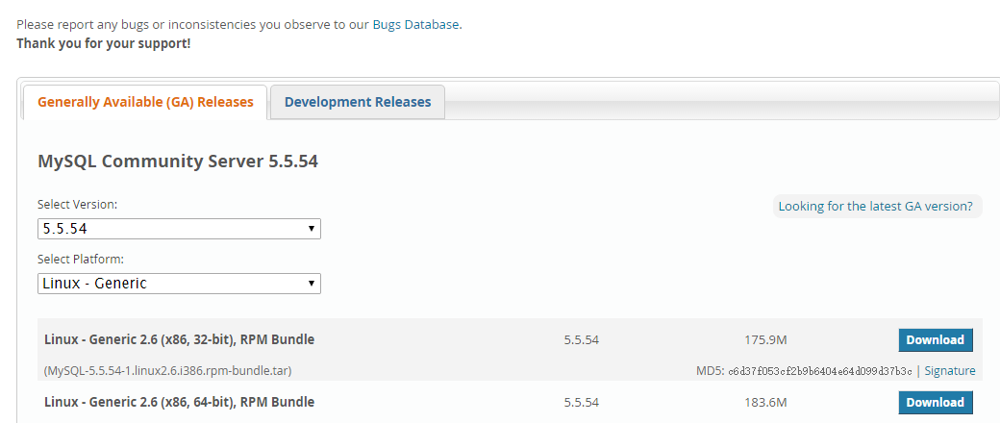 Please report any bugs or inconsistencies you observe to our Bugs Database.
Thank you for your support!
Generally Available (GA) Releases
Development Releases
MySQL Community Server 5.5.54
Select Version:
Looking for the latest GA version?
5.5.54
Select Platform:
Linux - Generic
Linux - Generic 2.6 (x86, 32-bit), RPM Bundle 5.5.54 175.9M Download
(MySQL-5.5.54-1.linux2.6.i386.rpm-bundle.tar) MD5: c6d37f053cf2b9b6404e64d099d37b3c | Signature
Linux - Generic 2.6 (x86, 64-bit), RPM Bundle 5.5.54 183.6M Download